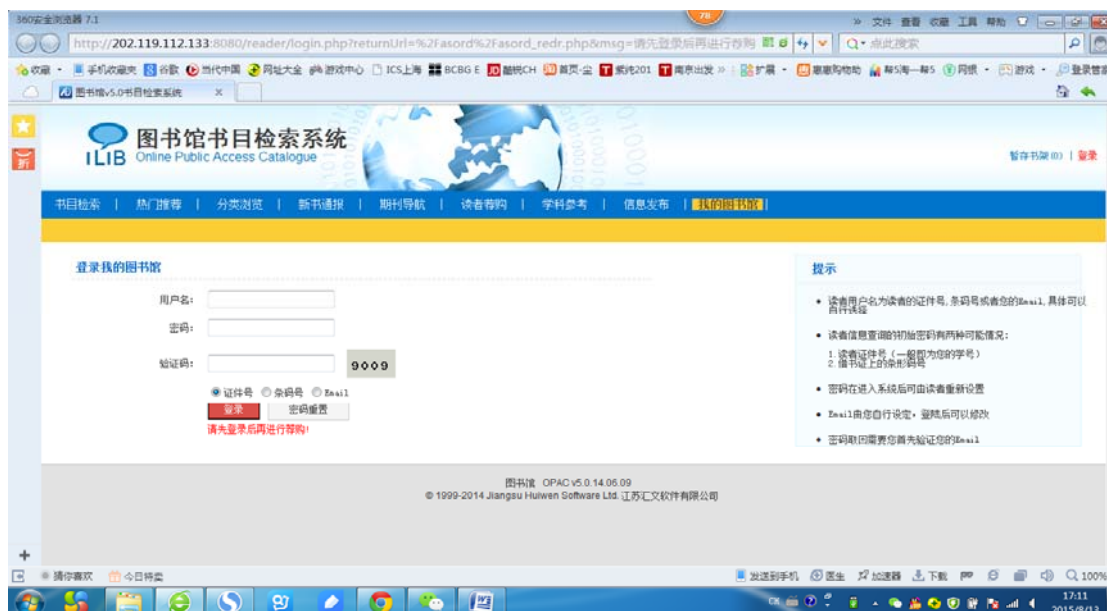 360安全浏览器 7.1
78
» 文件 查看 收藏 工具 帮助
http://202.119.112.133:8080/reader/login.php?returnUrl=%2Fasord%2Fasord_redr.php&msg=请先登录后再进行荐购
点此搜索
收藏 手机收藏夹 谷歌 当代中国 网址大全 游戏中心 ICS上海 BCBG E 首页-尘 南京出发 » 扩展 惠惠购物助 网银 游戏 登录管家
图书馆v5.0书目检索系统 x
折
ILIB
图书馆书目检索系统
Online Public Access Catalogue
暂存书架(0) | 登录
书目检索 | 热门推荐 | 分类浏览 | 新书通报 | 期刊导航 | 读者荐购 | 学科参考 | 信息发布 | 我的图书馆 |
登录我的图书馆
用户名:
密码:
验证码:
9009
证件号 条码号 Email
登录 密码重置
请先登录后再进行荐购!
提示
• 读者用户名为读者的证件号,条码号或者您的Email,具体可以
自行选择
• 读者信息查询的初始密码有两种可能情况:
1.读者证件号(一般即为您的学号)
2.借书证上的条形码号
• 密码在进入系统后可由读者重新设置
• Email由您自行设定,登陆后可以修改
• 密码取回需要您首先验证您的Email
图书馆 OPAC v5.0.14.06.09
© 1999-2014 Jiangsu Huiwen Software Ltd. 江苏汇文软件有限公司
猜你喜欢 今日特卖
发送到手机 医生 加速器 下载 100%
17:11